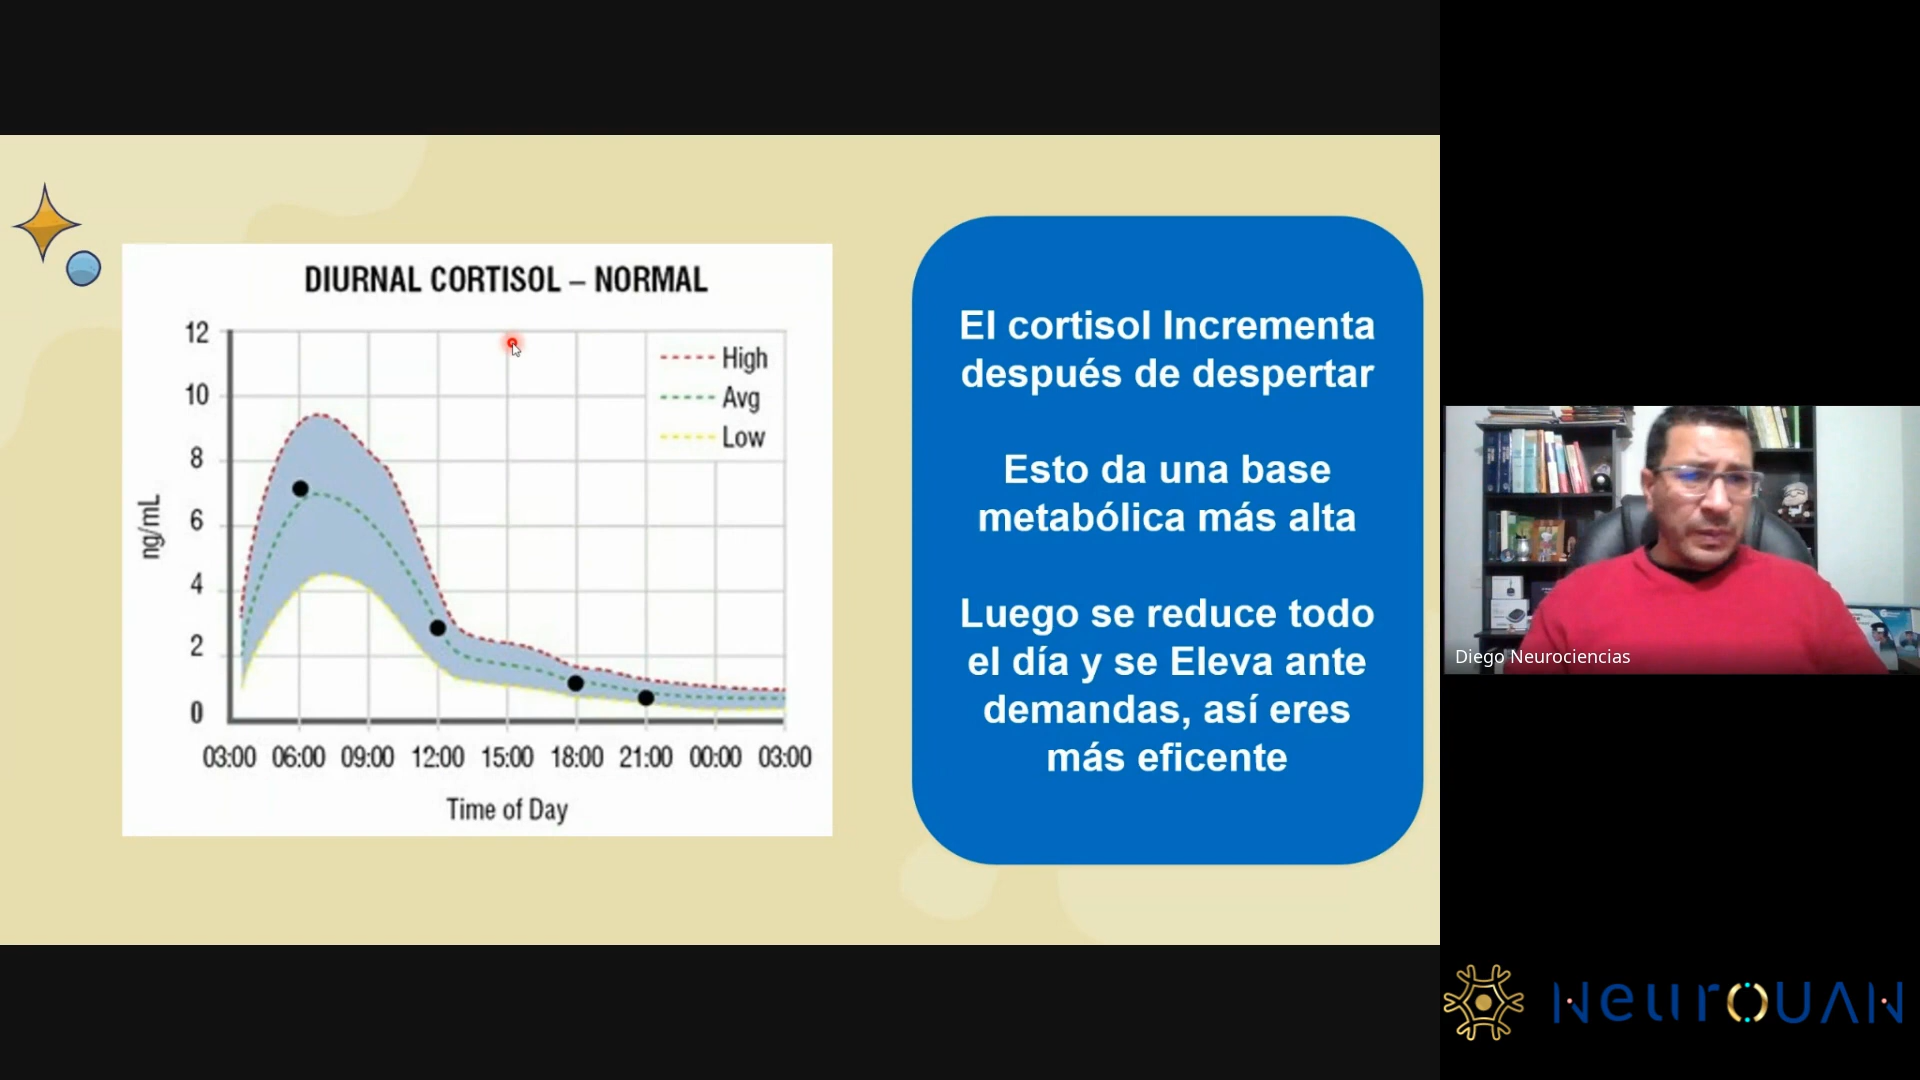 DIURNAL CORTISOL – NORMAL
12
10
8
6
4
2
0
ng/mL
High
Avg
Low
03:00 06:00 09:00 12:00 15:00 18:00 21:00 00:00 03:00
Time of Day
El cortisol Incrementa
después de despertar
Esto da una base
metabólica más alta
Luego se reduce todo
el día y se Eleva ante
demandas, así eres
más eficente
Diego Neurociencias
NeurOUAN